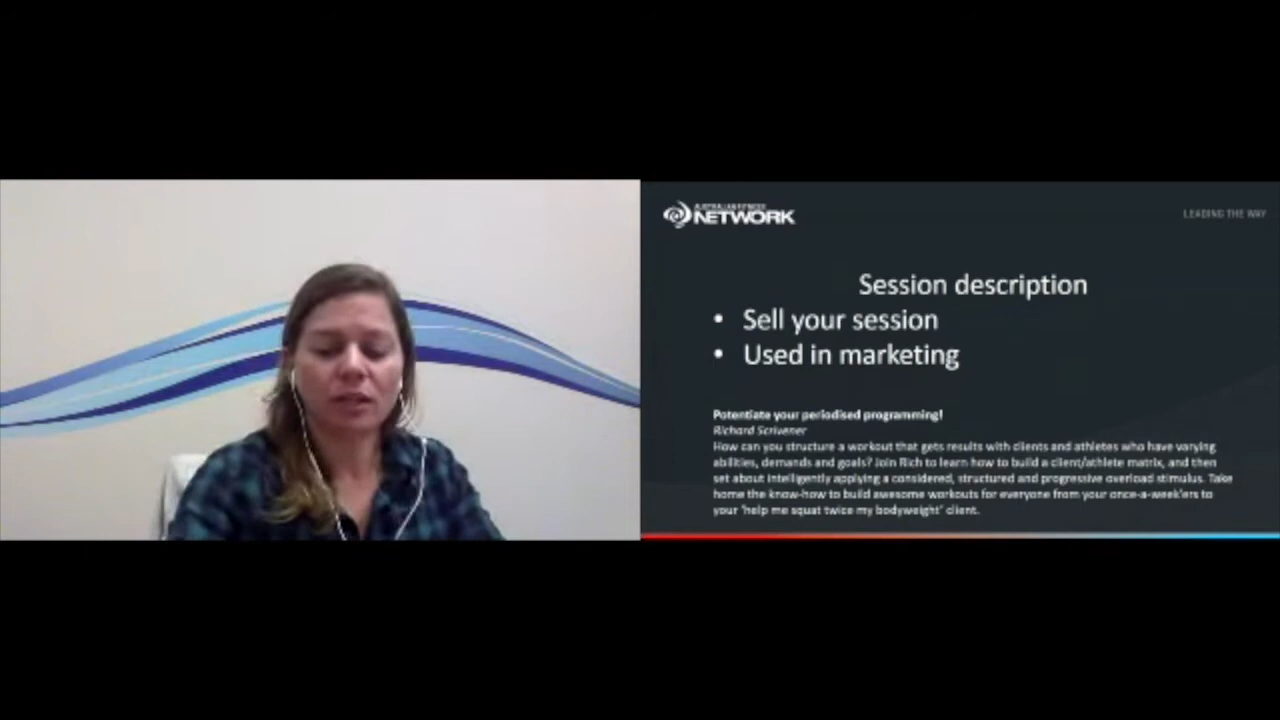 AUSTRALIAN FITNESS
NETWORK
LEADING THE WAY
Session description
• Sell your session
• Used in marketing
Potentiate your periodised programming!
Richard Scrivener
How can you structure a workout that gets results with clients and athletes who have varying
abilities, demands and goals? Join Rich to learn how to build a client/athlete matrix, and then
set about intelligently applying a considered, structured and progressive overload stimulus. Take
home the know-how to build awesome workouts for everyone from your once-a-week'ers to
your 'help me squat twice my bodyweight' client.